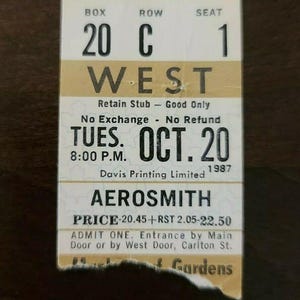 BOX ROW SEAT
20 C 1
WEST
Retain Stub — Good Only
No Exchange - No Refund
TUES. OCT. 20
8:00 P.M. 1987
Davis Printing Limited
AEROSMITH
PRICE-20.45+RST 2.05-22.50
ADMIT ONE. Entrance by Main
Door or by West Door, Carlton St.
Gardens